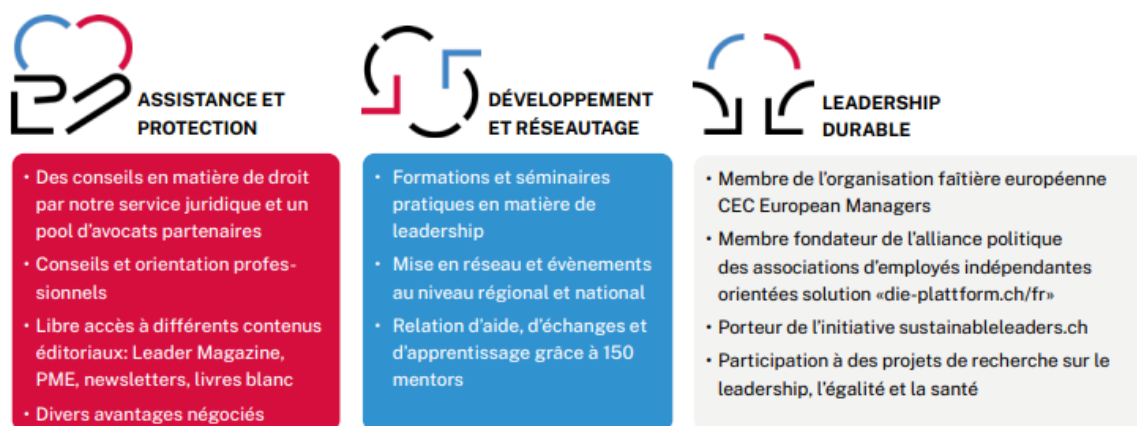 ASSISTANCE ET
PROTECTION
• Des conseils en matière de droit
par notre service juridique et un
pool d'avocats partenaires
• Conseils et orientation profes-
sionnels
• Libre accès à différents contenus
éditoriaux: Leader Magazine,
PME, newsletters, livres blanc
• Divers avantages négociés
DÉVELOPPEMENT
ET RÉSEAUTAGE
• Formations et séminaires
pratiques en matière de
leadership
• Mise en réseau et évènements
au niveau régional et national
• Relation d'aide, d'échanges et
d'apprentissage grâce à 150
mentors
LEADERSHIP
DURABLE
• Membre de l'organisation faîtière européenne
CEC European Managers
• Membre fondateur de l'alliance politique
des associations d'employés indépendantes
orientées solution «die-plattform.ch/fr»
• Porteur de l'initiative sustainableleaders.ch
• Participation à des projets de recherche sur le
leadership, l'égalité et la santé